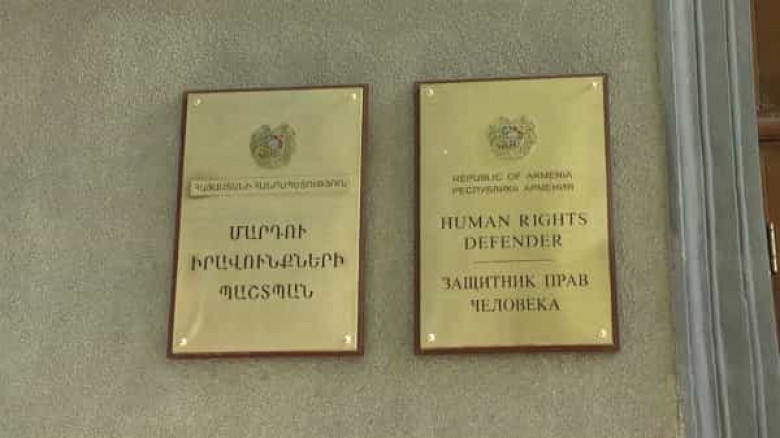 ՀԱՅԱՍՏԱՆԻ ՀԱՆՐԱՊԵՏՈՒԹՅՈՒՆ
ՄԱՐԴՈՒ
ԻՐԱՎՈՒՆՔՆԵՐԻ
ՊԱՇՏՊԱՆ
REPUBLIC OF ARMENIA
РЕСПУБЛИКА АРМЕНИЯ
HUMAN RIGHTS
DEFENDER
ЗАЩИТНИК ПРАВ
ЧЕЛОВЕКА